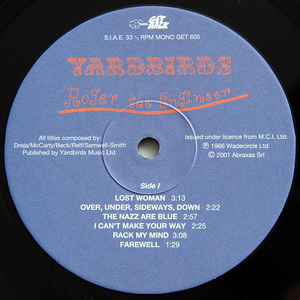 GET BACK
S.I.A.E. 33 ⅓ RPM MONO GET 605
YARDBIRDS
Roger the Engineer
All titles composed by:
Dreja/McCarty/Beck/Relf/Samwell-Smith
Published by Yardbirds Music Ltd.
Issued under licence from M.C.I. Ltd.
℗ 1966 Wadecircle Ltd.
© 2001 Abraxas Srl
Side I
LOST WOMAN 3:13
OVER, UNDER, SIDEWAYS, DOWN 2:22
THE NAZZ ARE BLUE 2:57
I CAN'T MAKE YOUR WAY 2:25
RACK MY MIND 3:08
FAREWELL 1:29